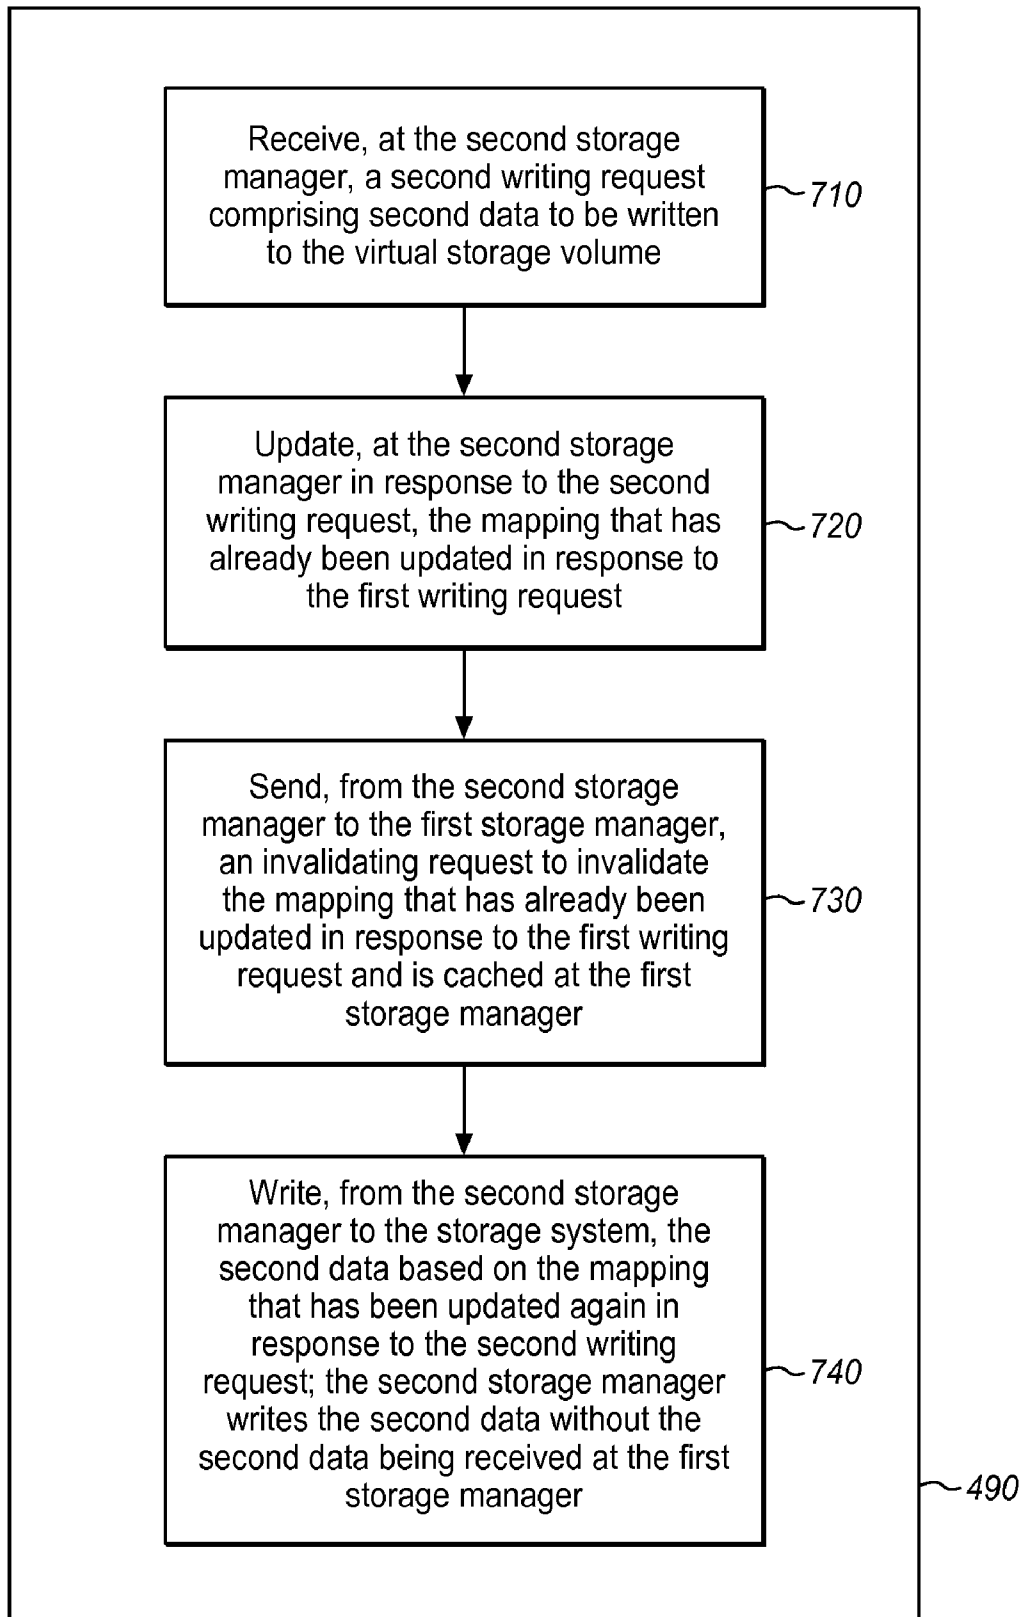 Receive, at the second storage
manager, a second writing request
comprising second data to be written
to the virtual storage volume
710
Update, at the second storage
manager in response to the second
writing request, the mapping that has
already been updated in response to
the first writing request
720
Send, from the second storage
manager to the first storage manager,
an invalidating request to invalidate
the mapping that has already been
updated in response to the first writing
request and is cached at the first
storage manager
730
Write, from the second storage
manager to the storage system, the
second data based on the mapping
that has been updated again in
response to the second writing
request; the second storage manager
writes the second data without the
second data being received at the first
storage manager
740
490